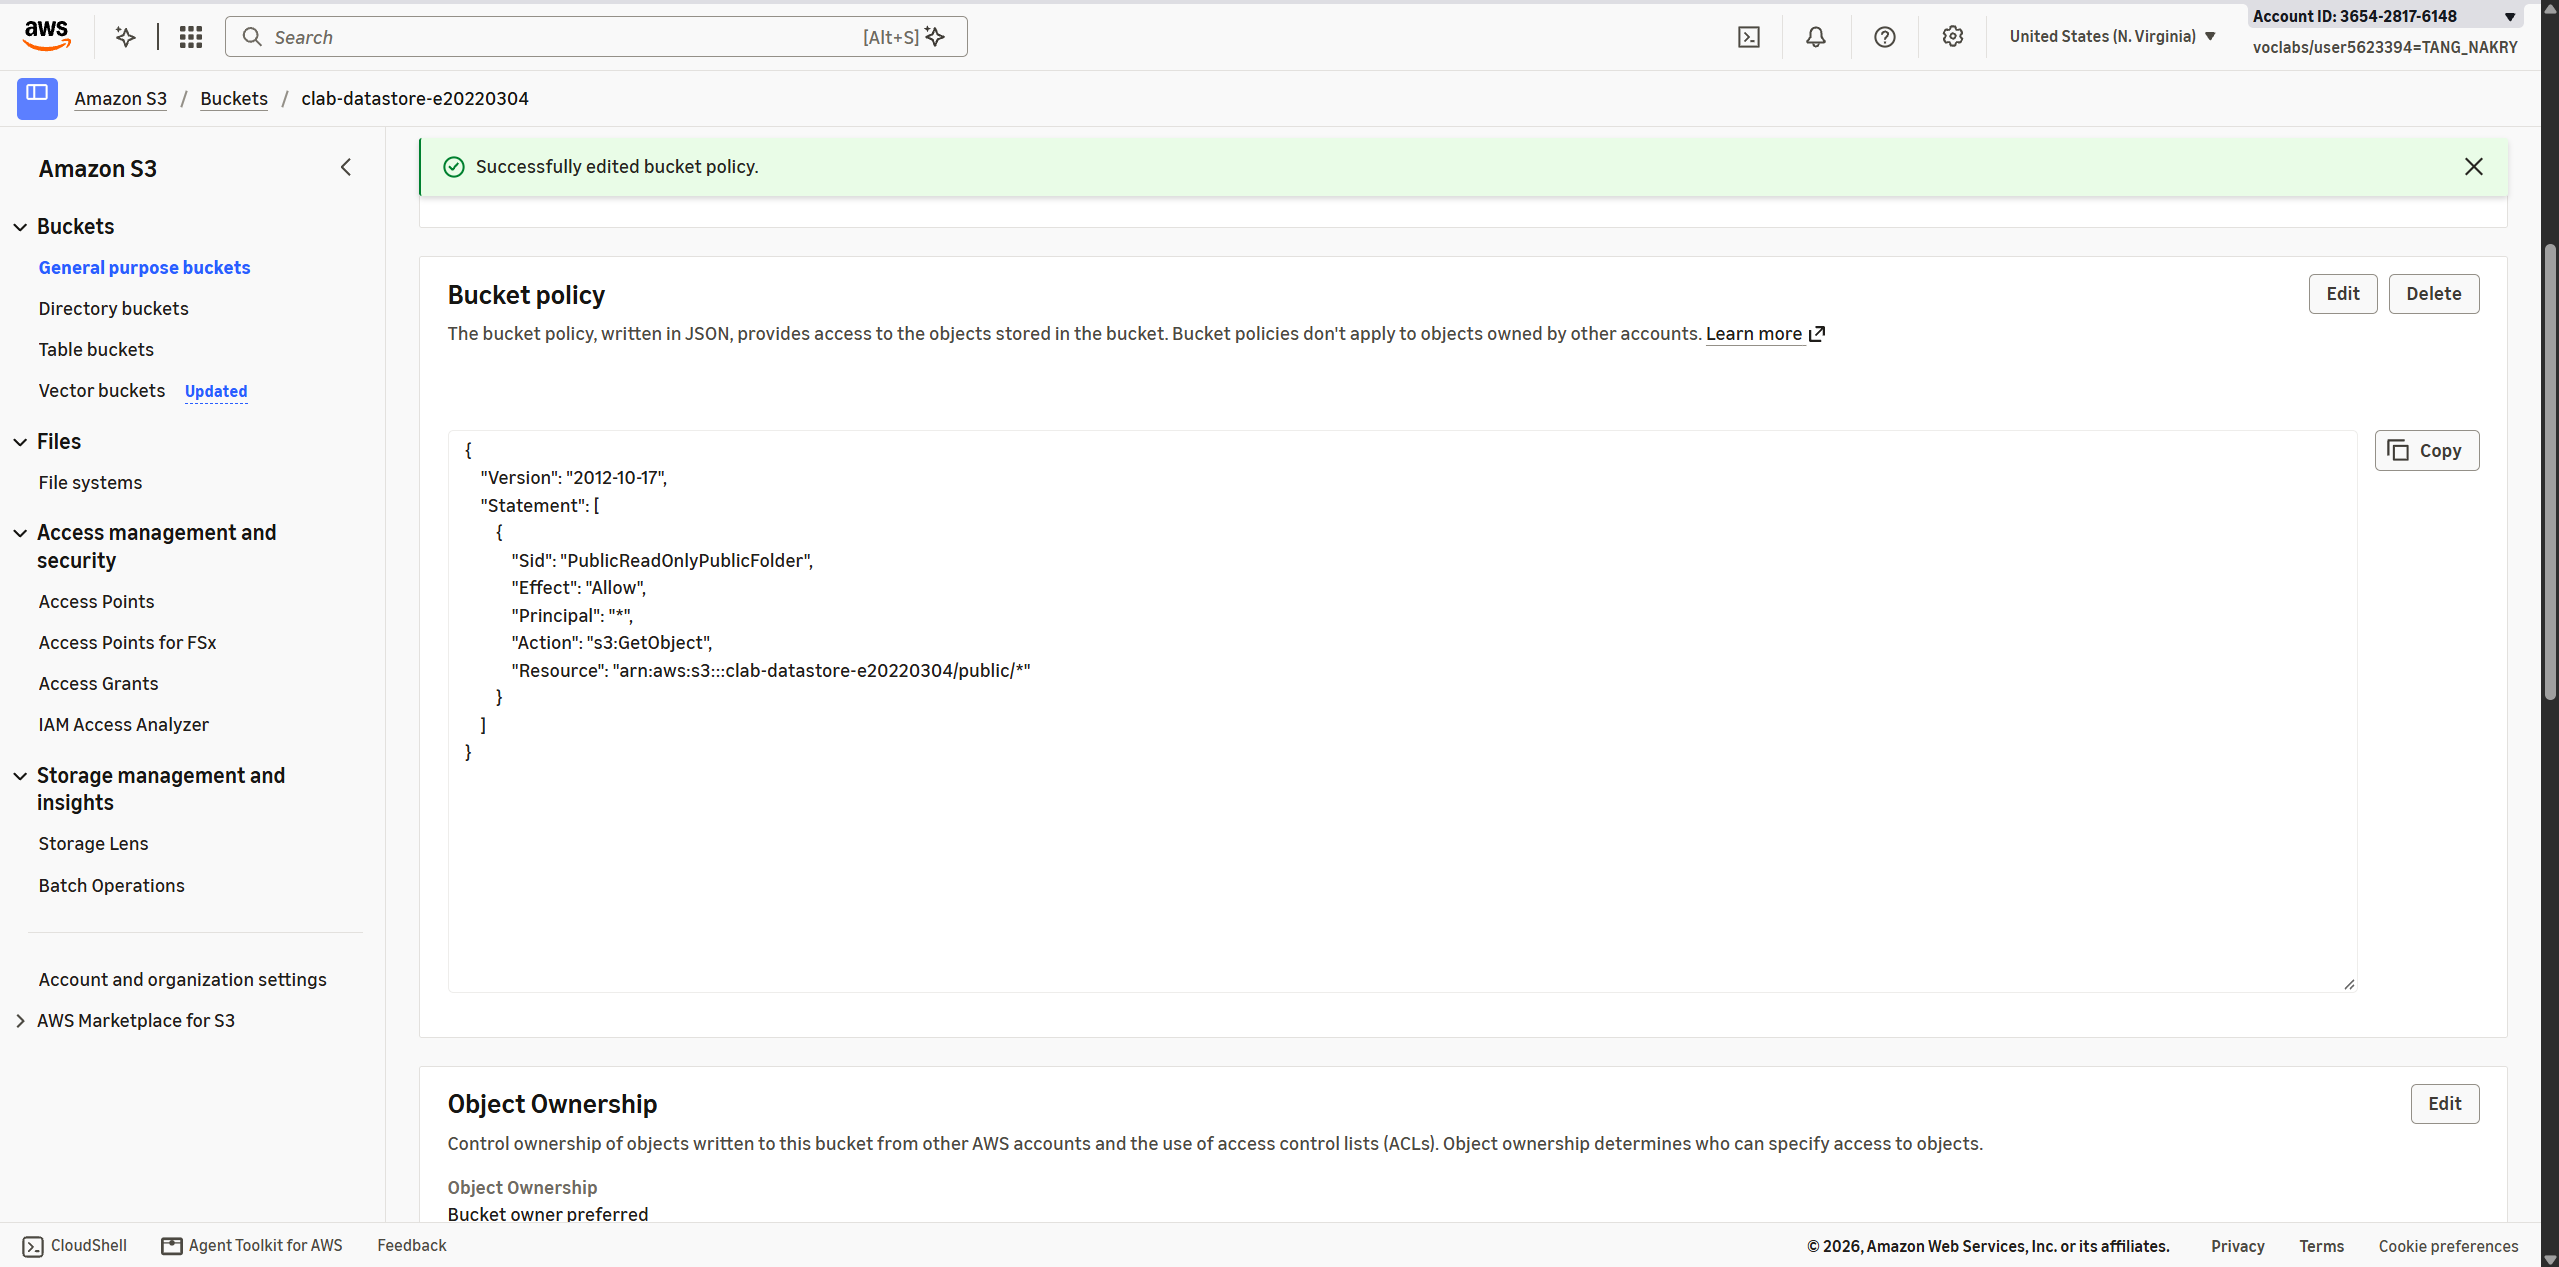 aws
Search
[Alt+S]
United States (N. Virginia)
Account ID: 3654-2817-6148
voclabs/user5623394=TANG_NAKRY
Amazon S3 / Buckets / clab-datastore-e20220304
Amazon S3
Buckets
General purpose buckets
Directory buckets
Table buckets
Vector buckets Updated
Files
File systems
Access management and
security
Access Points
Access Points for FSx
Access Grants
IAM Access Analyzer
Storage management and
insights
Storage Lens
Batch Operations
Account and organization settings
AWS Marketplace for S3
Successfully edited bucket policy.
Bucket policy
Edit
Delete
The bucket policy, written in JSON, provides access to the objects stored in the bucket. Bucket policies don't apply to objects owned by other accounts. Learn more
Copy
{
"Version": "2012-10-17",
"Statement": [
{
"Sid": "PublicReadOnlyPublicFolder",
"Effect": "Allow",
"Principal": "*",
"Action": "s3:GetObject",
"Resource": "arn:aws:s3:::clab-datastore-e20220304/public/*"
}
]
}
Object Ownership
Edit
Control ownership of objects written to this bucket from other AWS accounts and the use of access control lists (ACLs). Object ownership determines who can specify access to objects.
Object Ownership
Bucket owner preferred
CloudShell
Agent Toolkit for AWS
Feedback
© 2026, Amazon Web Services, Inc. or its affiliates.
Privacy
Terms
Cookie preferences